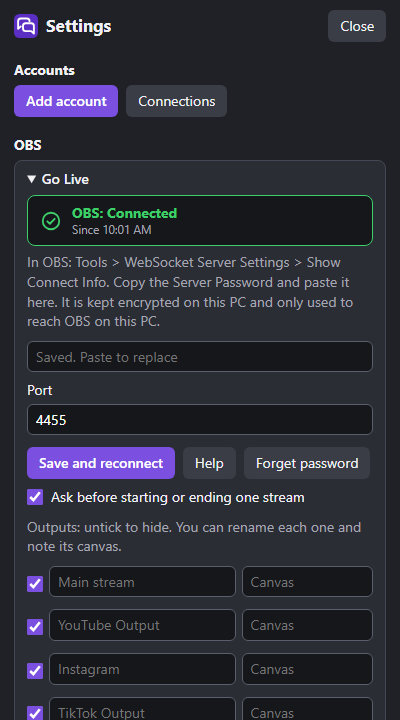 Settings
Close
Accounts
Add account
Connections
OBS
Go Live
OBS: Connected
Since 10:01 AM
In OBS: Tools > WebSocket Server Settings > Show
Connect Info. Copy the Server Password and paste it
here. It is kept encrypted on this PC and only used to
reach OBS on this PC.
Saved. Paste to replace
Port
4455
Save and reconnect
Help
Forget password
Ask before starting or ending one stream
Outputs: untick to hide. You can rename each one and
note its canvas.
Main stream
Canvas
YouTube Output
Canvas
Instagram
Canvas
TikTok Output
Canvas